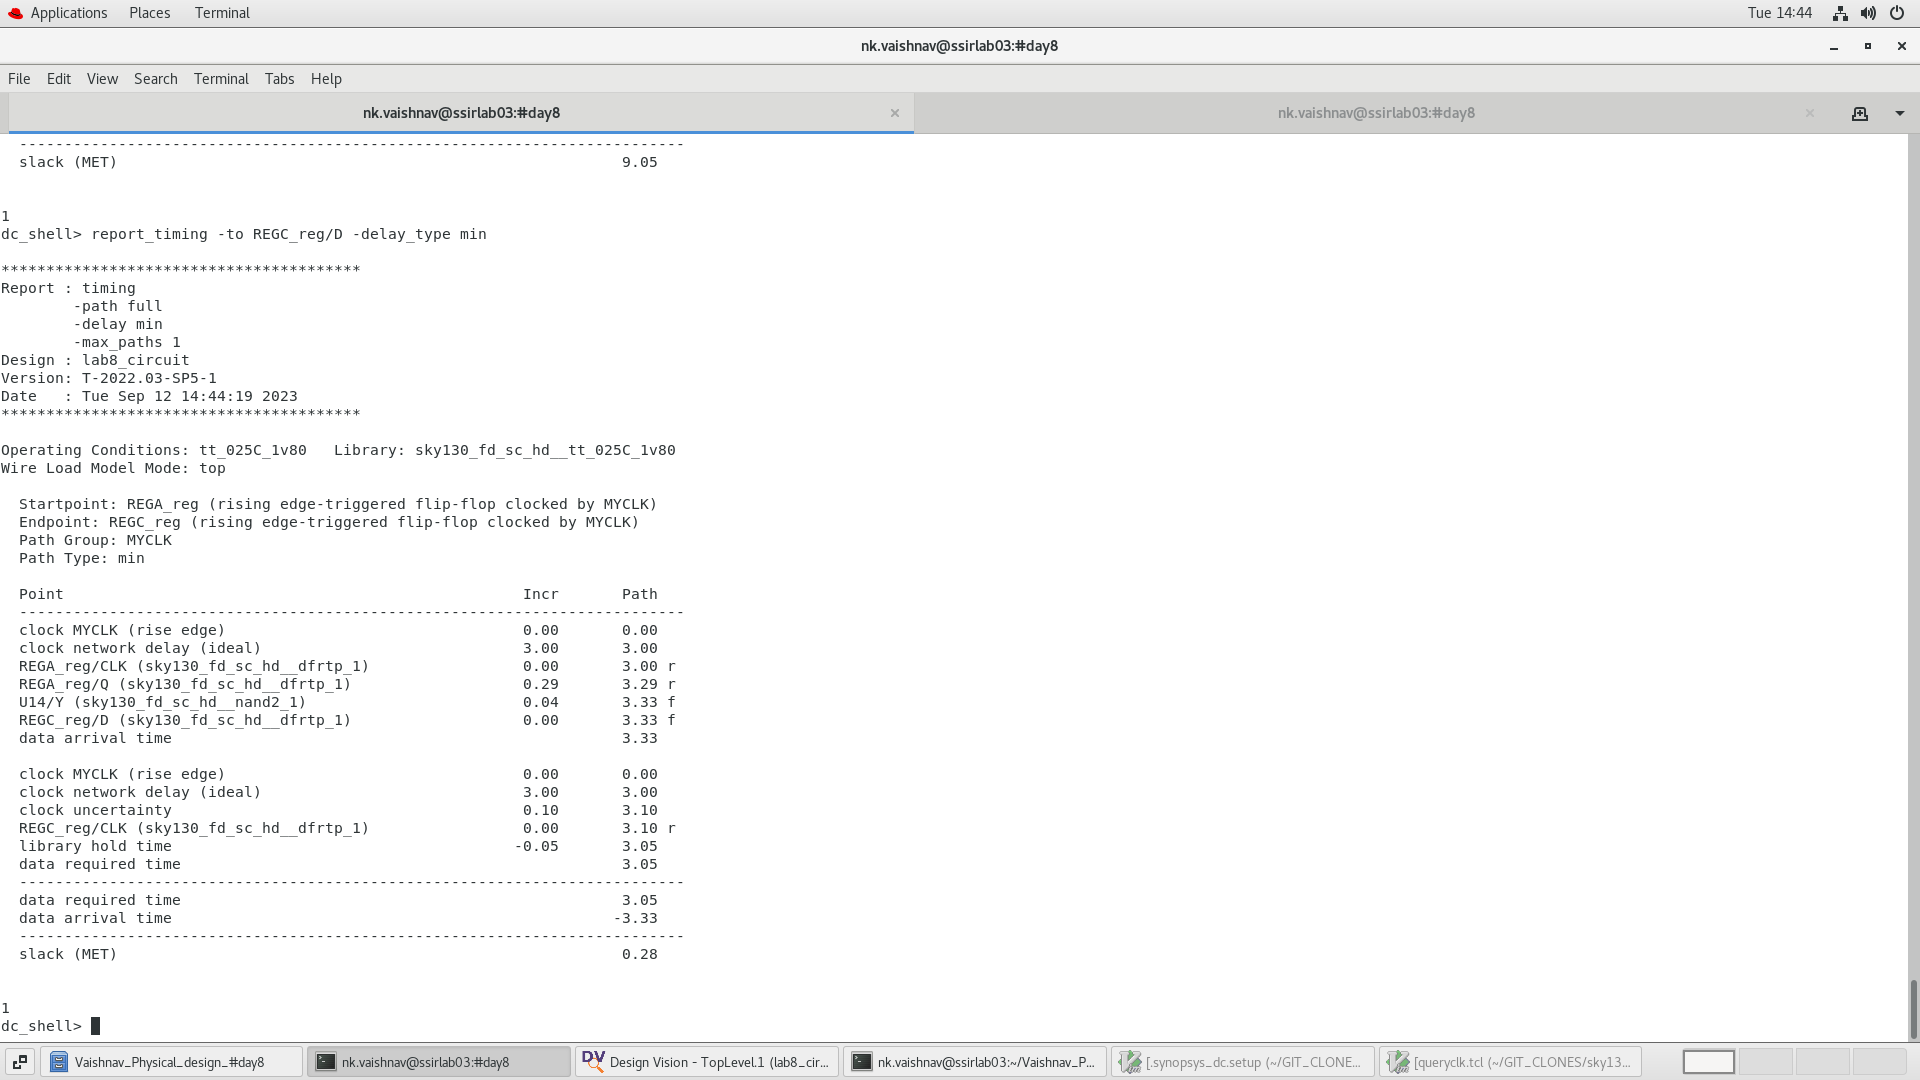 Applications Places Terminal Tue 14:44
nk.vaishnav@ssirlab03:#day8
File Edit View Search Terminal Tabs Help
nk.vaishnav@ssirlab03:#day8 × nk.vaishnav@ssirlab03:#day8 ×
--------------------------------------------------------------------------
slack (MET) 9.05
1
dc_shell> report_timing -to REGC_reg/D -delay_type min
****************************************
Report : timing
-path full
-delay min
-max_paths 1
Design : lab8_circuit
Version: T-2022.03-SP5-1
Date : Tue Sep 12 14:44:19 2023
****************************************
Operating Conditions: tt_025C_1v80 Library: sky130_fd_sc_hd__tt_025C_1v80
Wire Load Model Mode: top
Startpoint: REGA_reg (rising edge-triggered flip-flop clocked by MYCLK)
Endpoint: REGC_reg (rising edge-triggered flip-flop clocked by MYCLK)
Path Group: MYCLK
Path Type: min
Point Incr Path
--------------------------------------------------------------------------
clock MYCLK (rise edge) 0.00 0.00
clock network delay (ideal) 3.00 3.00
REGA_reg/CLK (sky130_fd_sc_hd__dfrtp_1) 0.00 3.00 r
REGA_reg/Q (sky130_fd_sc_hd__dfrtp_1) 0.29 3.29 r
U14/Y (sky130_fd_sc_hd__nand2_1) 0.04 3.33 f
REGC_reg/D (sky130_fd_sc_hd__dfrtp_1) 0.00 3.33 f
data arrival time 3.33
clock MYCLK (rise edge) 0.00 0.00
clock network delay (ideal) 3.00 3.00
clock uncertainty 0.10 3.10
REGC_reg/CLK (sky130_fd_sc_hd__dfrtp_1) 0.00 3.10 r
library hold time -0.05 3.05
data required time 3.05
--------------------------------------------------------------------------
data required time 3.05
data arrival time -3.33
--------------------------------------------------------------------------
slack (MET) 0.28
1
dc_shell>
Vaishnav_Physical_design_#day8 nk.vaishnav@ssirlab03:#day8 DV Design Vision - TopLevel.1 (lab8_cir... nk.vaishnav@ssirlab03:~/Vaishnav_P... [.synopsys_dc.setup (~/GIT_CLONE... [queryclk.tcl (~/GIT_CLONES/sky13...